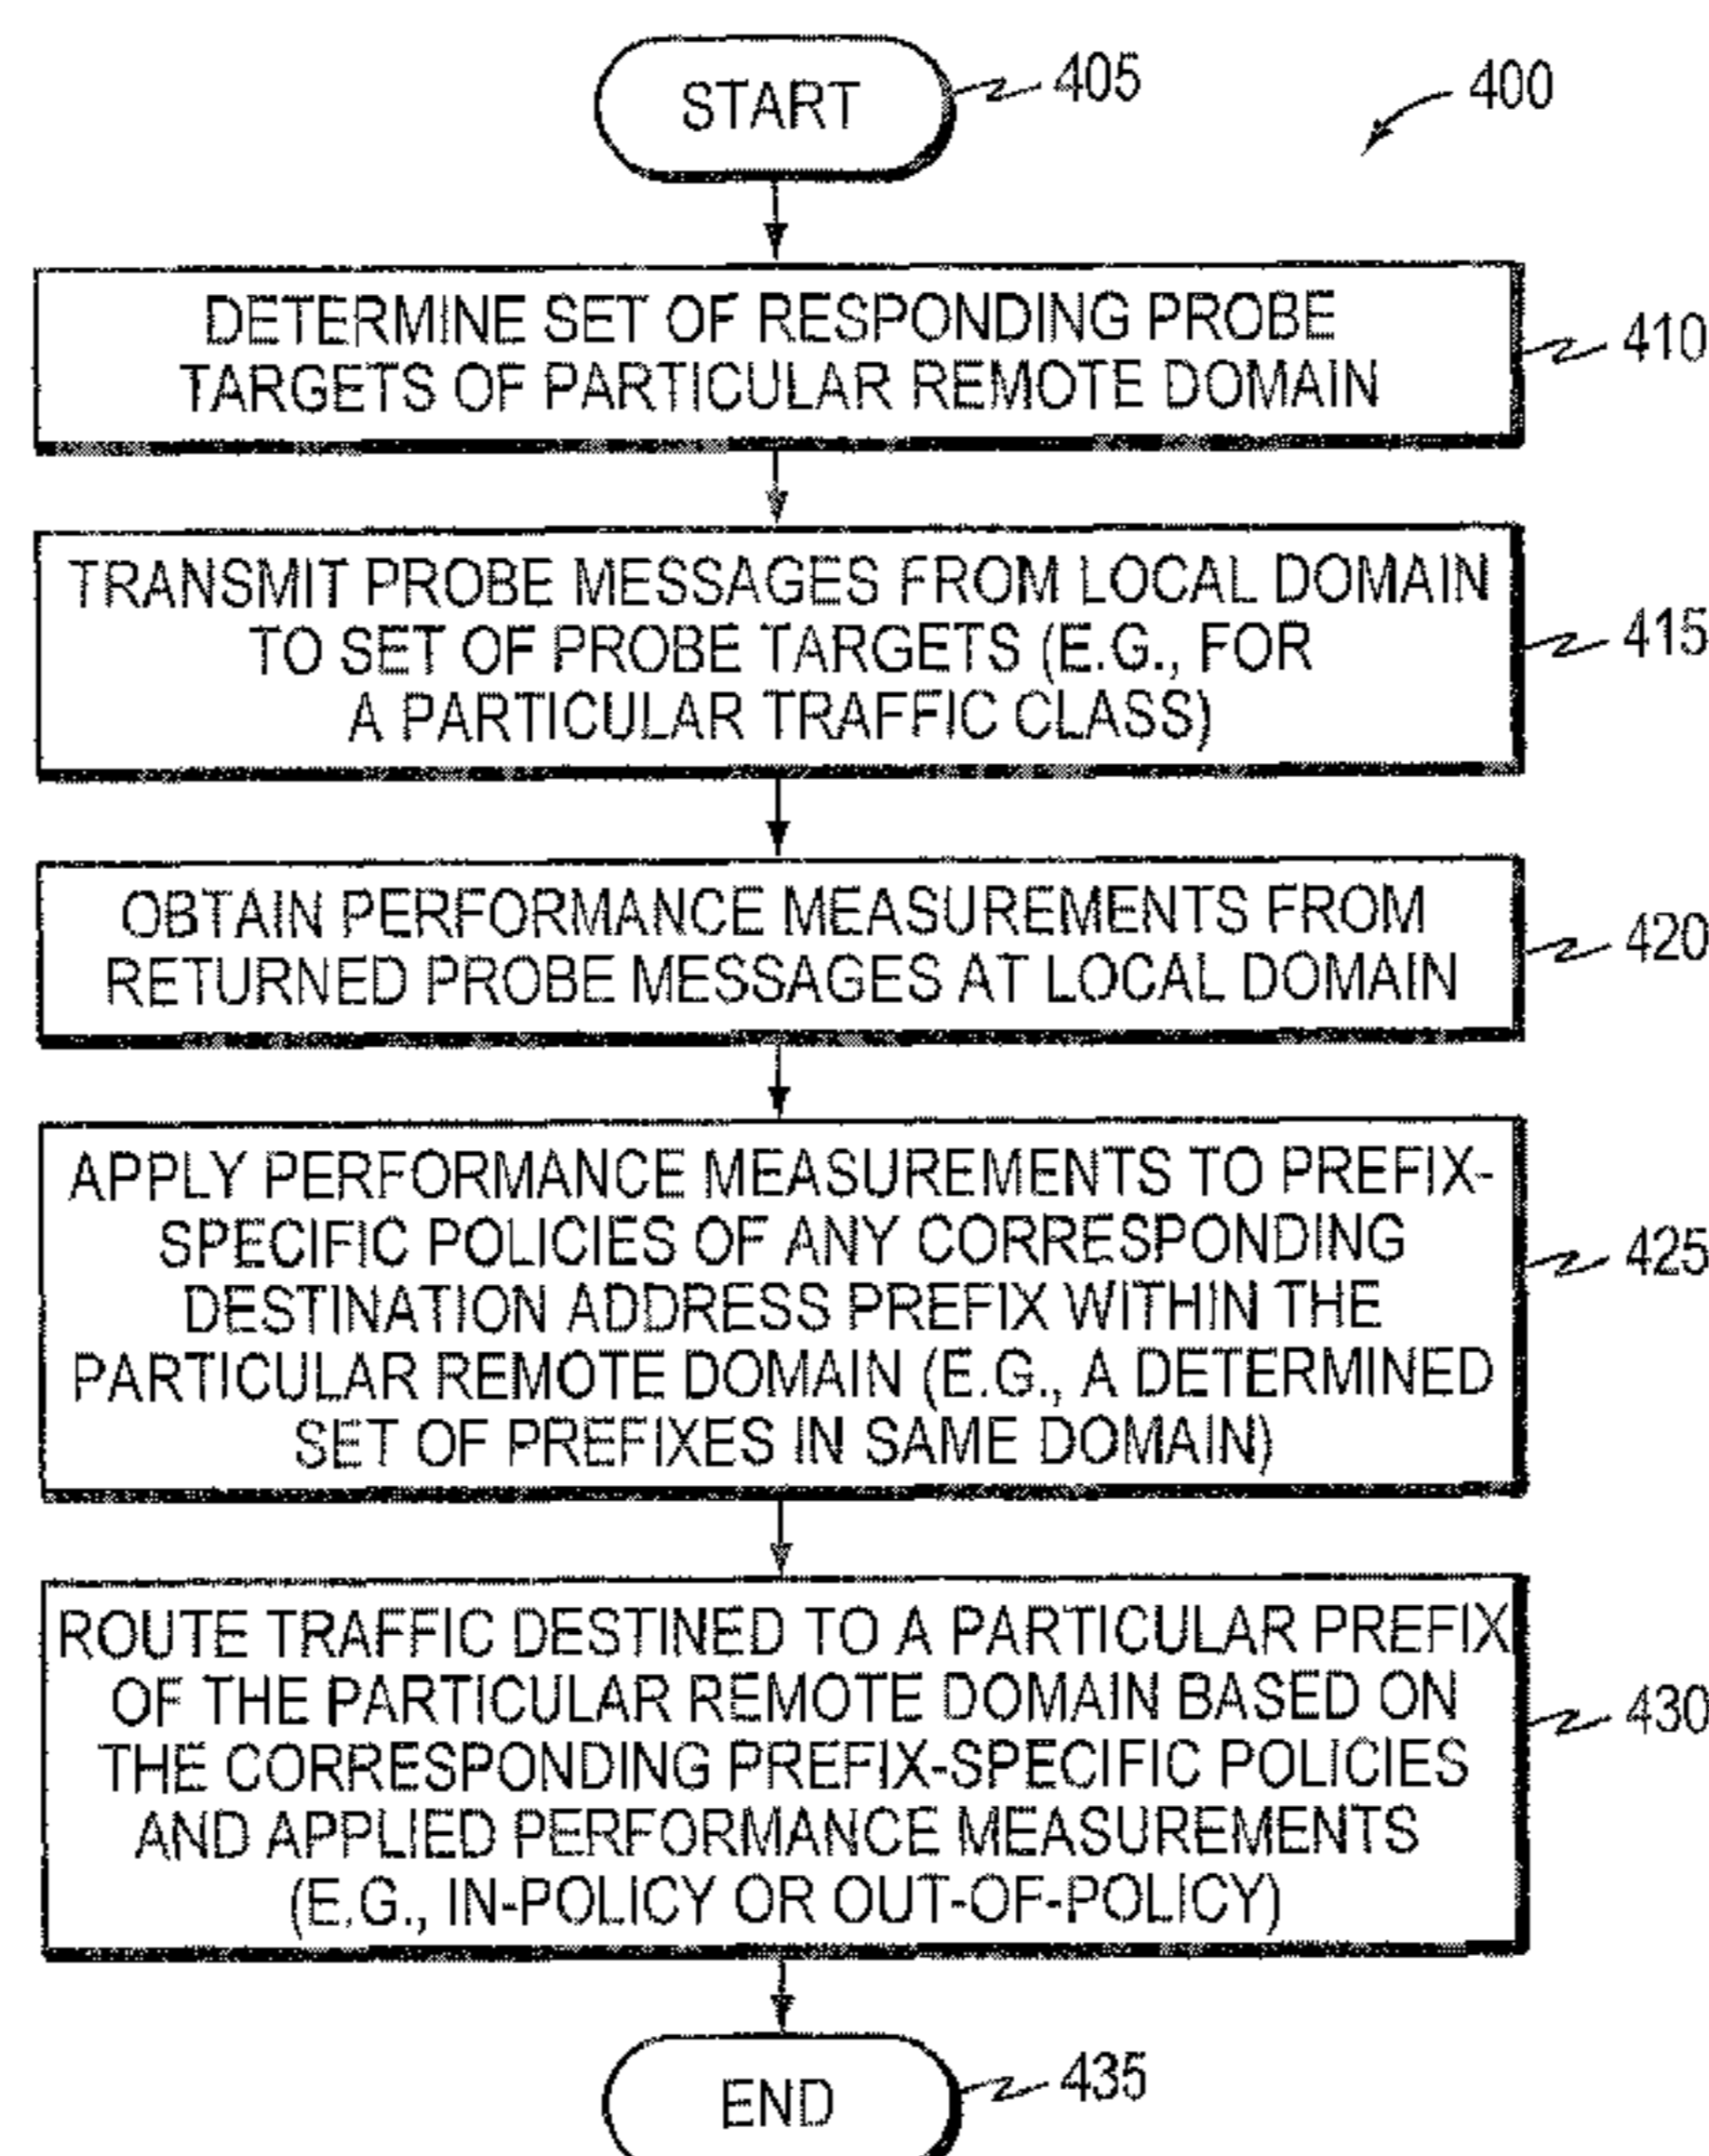 START
405
400
DETERMINE SET OF RESPONDING PROBE
TARGETS OF PARTICULAR REMOTE DOMAIN
410
TRANSMIT PROBE MESSAGES FROM LOCAL DOMAIN
TO SET OF PROBE TARGETS (E.G., FOR
A PARTICULAR TRAFFIC CLASS)
415
OBTAIN PERFORMANCE MEASUREMENTS FROM
RETURNED PROBE MESSAGES AT LOCAL DOMAIN
420
APPLY PERFORMANCE MEASUREMENTS TO PREFIX-
SPECIFIC POLICIES OF ANY CORRESPONDING
DESTINATION ADDRESS PREFIX WITHIN THE
PARTICULAR REMOTE DOMAIN (E.G., A DETERMINED
SET OF PREFIXES IN SAME DOMAIN)
425
ROUTE TRAFFIC DESTINED TO A PARTICULAR PREFIX
OF THE PARTICULAR REMOTE DOMAIN BASED ON
THE CORRESPONDING PREFIX-SPECIFIC POLICIES
AND APPLIED PERFORMANCE MEASUREMENTS
(E.G., IN-POLICY OR OUT-OF-POLICY)
430
END
435